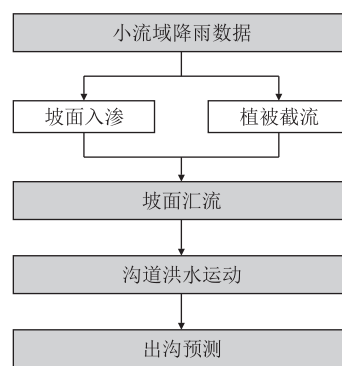 小流域降雨数据
坡面入渗
植被截流
坡面汇流
沟道洪水运动
出沟预测